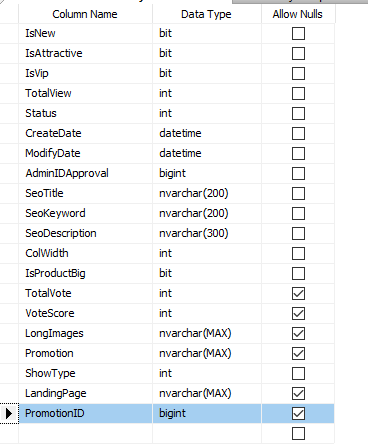 Column Name Data Type Allow Nulls
IsNew bit
IsAttractive bit
IsVip bit
TotalView int
Status int
CreateDate datetime
ModifyDate datetime
AdminIDApproval bigint
SeoTitle nvarchar(200)
SeoKeyword nvarchar(200)
SeoDescription nvarchar(300)
ColWidth int
IsProductBig bit
TotalVote int
VoteScore int
LongImages nvarchar(MAX)
Promotion nvarchar(MAX)
ShowType int
LandingPage nvarchar(MAX)
PromotionID bigint